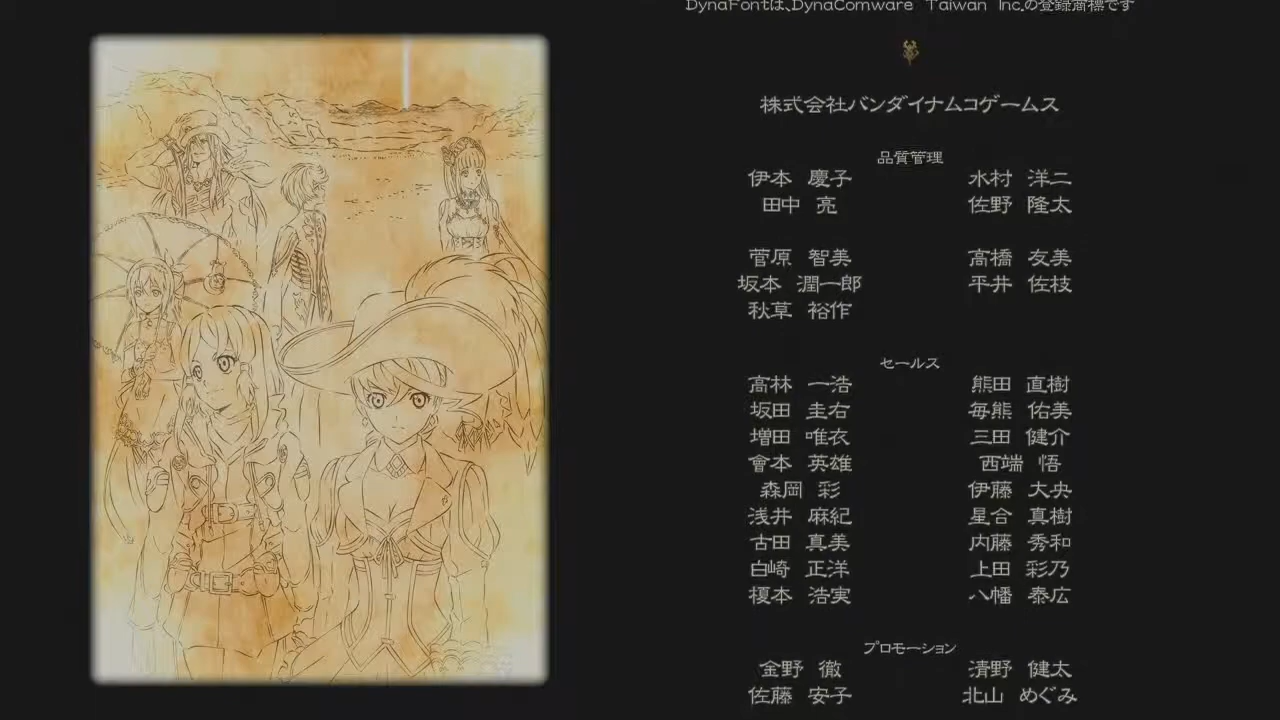 DynaFontは、DynaComware Taiwan Inc.の登録商標です
株式会社バンダイナムコゲームス
品質管理
伊本 慶子 水村 洋二
田中 亮 佐野 隆太
菅原 智美 高橋 友美
坂本 潤一郎 平井 佐枝
秋草 裕作
セールス
高林 一浩 熊田 直樹
坂田 圭右 毎熊 佑美
増田 唯衣 三田 健介
會本 英雄 西端 悟
森岡 彩 伊藤 大央
浅井 麻紀 星合 真樹
古田 真美 内藤 秀和
白崎 正洋 上田 彩乃
榎本 浩実 八幡 泰広
プロモーション
金野 徹 清野 健太
佐藤 安子 北山 めぐみ